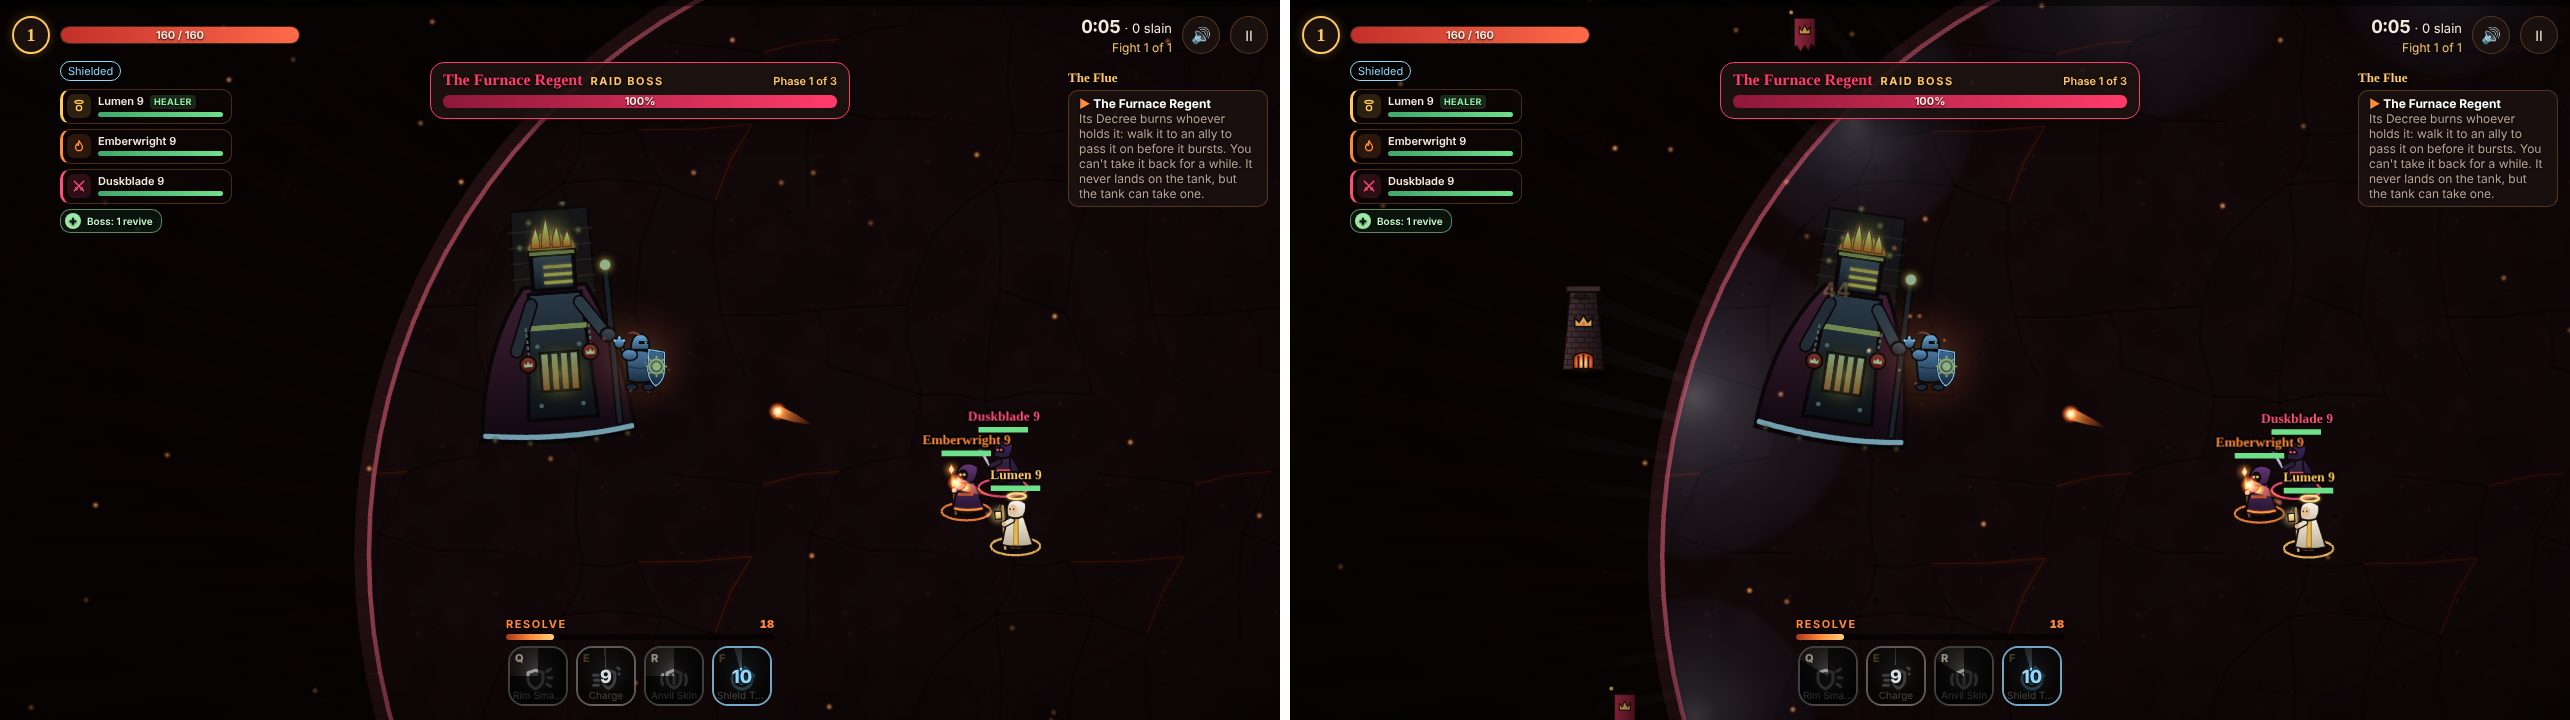 1
160 / 160
Shielded
Lumen 9 HEALER
Emberwright 9
Duskblade 9
Boss: 1 revive
The Furnace Regent RAID BOSS Phase 1 of 3
100%
0:05 · 0 slain
Fight 1 of 1
The Flue
The Furnace Regent
Its Decree burns whoever
holds it: walk it to an ally to
pass it on before it bursts. You
can't take it back for a while. It
never lands on the tank, but
the tank can take one.
Duskblade 9
Emberwright 9
Lumen 9
RESOLVE 18
Q E R F
9 10
Rim Sma... Charge Anvil Skin Shield T...
1
160 / 160
Shielded
Lumen 9 HEALER
Emberwright 9
Duskblade 9
Boss: 1 revive
The Furnace Regent RAID BOSS Phase 1 of 3
100%
0:05 · 0 slain
Fight 1 of 1
The Flue
The Furnace Regent
Its Decree burns whoever
holds it: walk it to an ally to
pass it on before it bursts. You
can't take it back for a while. It
never lands on the tank, but
the tank can take one.
44
Duskblade 9
Emberwright 9
Lumen 9
RESOLVE 18
Q E R F
9 10
Rim Sma... Charge Anvil Skin Shield T...